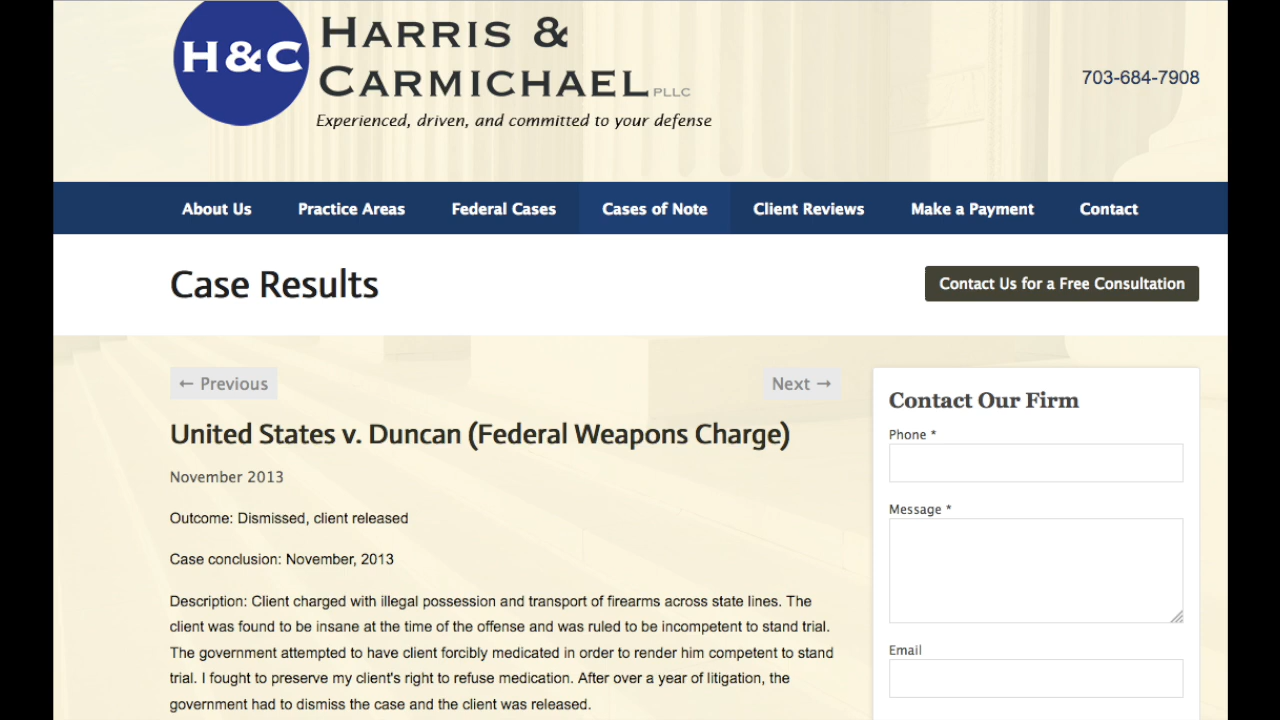 H&C
HARRIS &
CARMICHAEL PLLC
Experienced, driven, and committed to your defense
703-684-7908
About Us Practice Areas Federal Cases Cases of Note Client Reviews Make a Payment Contact
Case Results
Contact Us for a Free Consultation
← Previous
Next →
United States v. Duncan (Federal Weapons Charge)
November 2013
Outcome: Dismissed, client released
Case conclusion: November, 2013
Description: Client charged with illegal possession and transport of firearms across state lines. The
client was found to be insane at the time of the offense and was ruled to be incompetent to stand trial.
The government attempted to have client forcibly medicated in order to render him competent to stand
trial. I fought to preserve my client's right to refuse medication. After over a year of litigation, the
government had to dismiss the case and the client was released.
Contact Our Firm
Phone *
Message *
Email